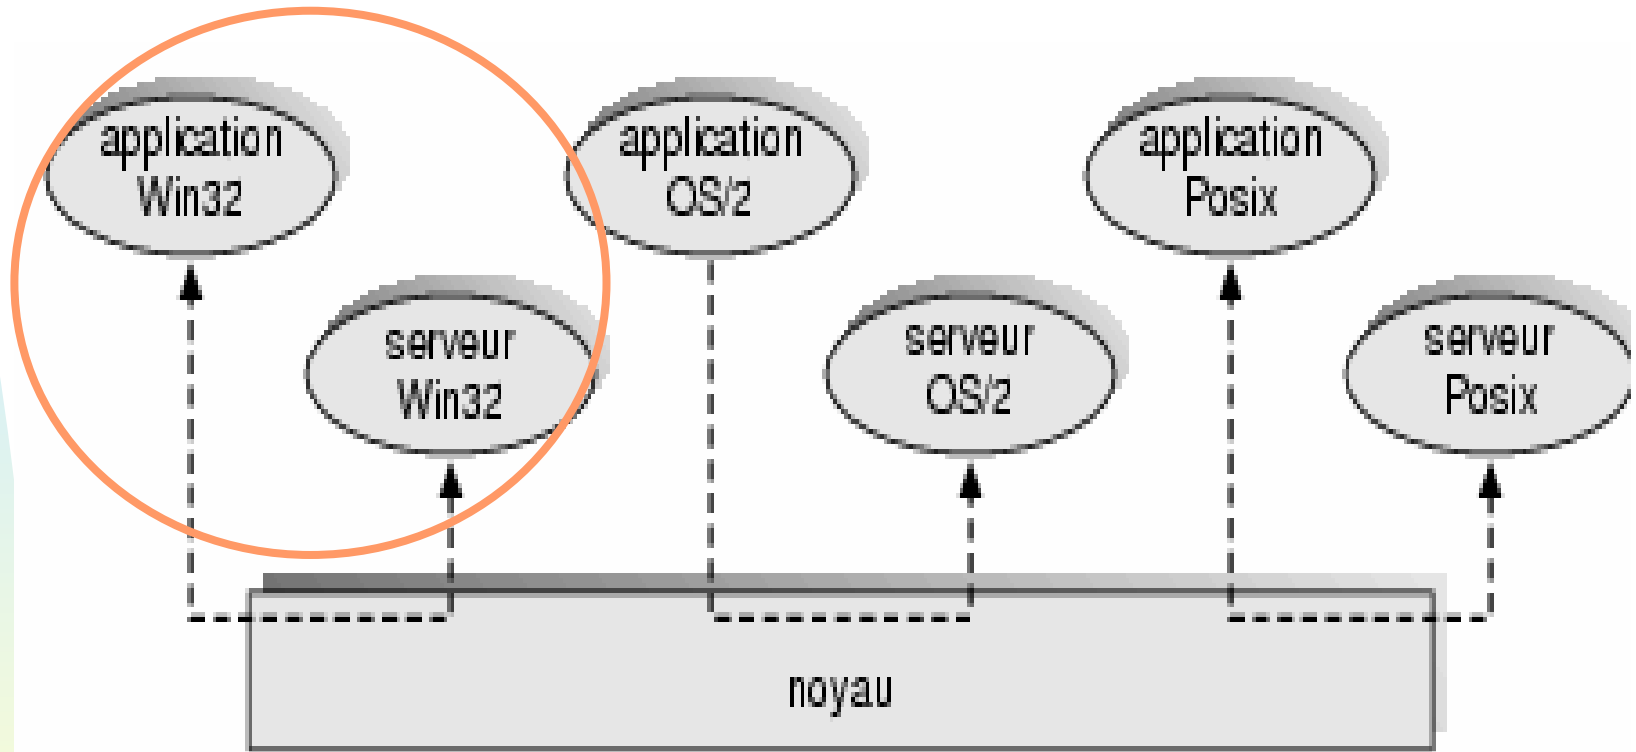 application
Win32
application
OS/2
application
Posix
serveur
Win32
serveur
OS/2
serveur
Posix
noyau